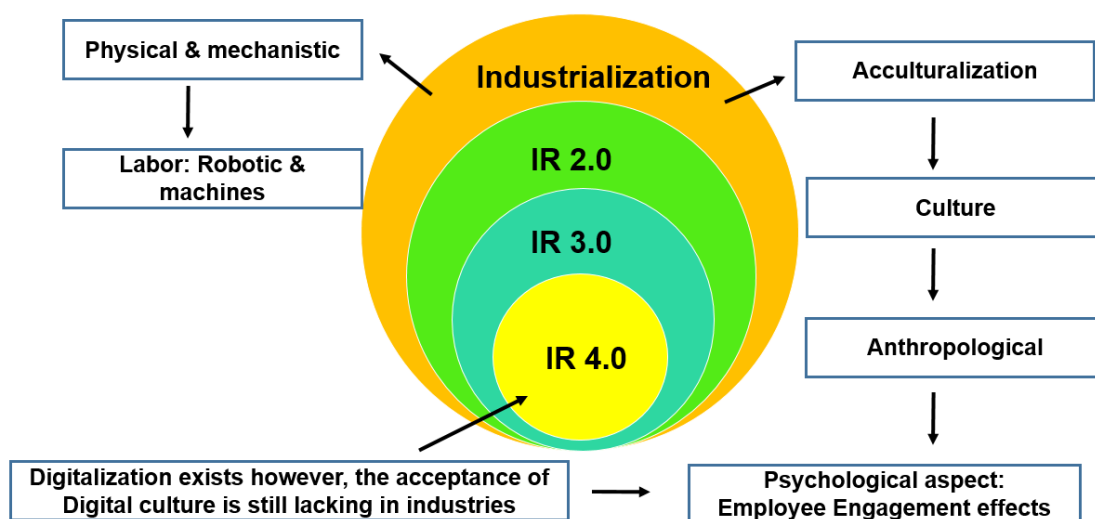 Physical & mechanistic
Labor: Robotic &
machines
Industrialization
IR 2.0
IR 3.0
IR 4.0
Acculturalization
Culture
Anthropological
Digitalization exists however, the acceptance of
Digital culture is still lacking in industries
Psychological aspect:
Employee Engagement effects